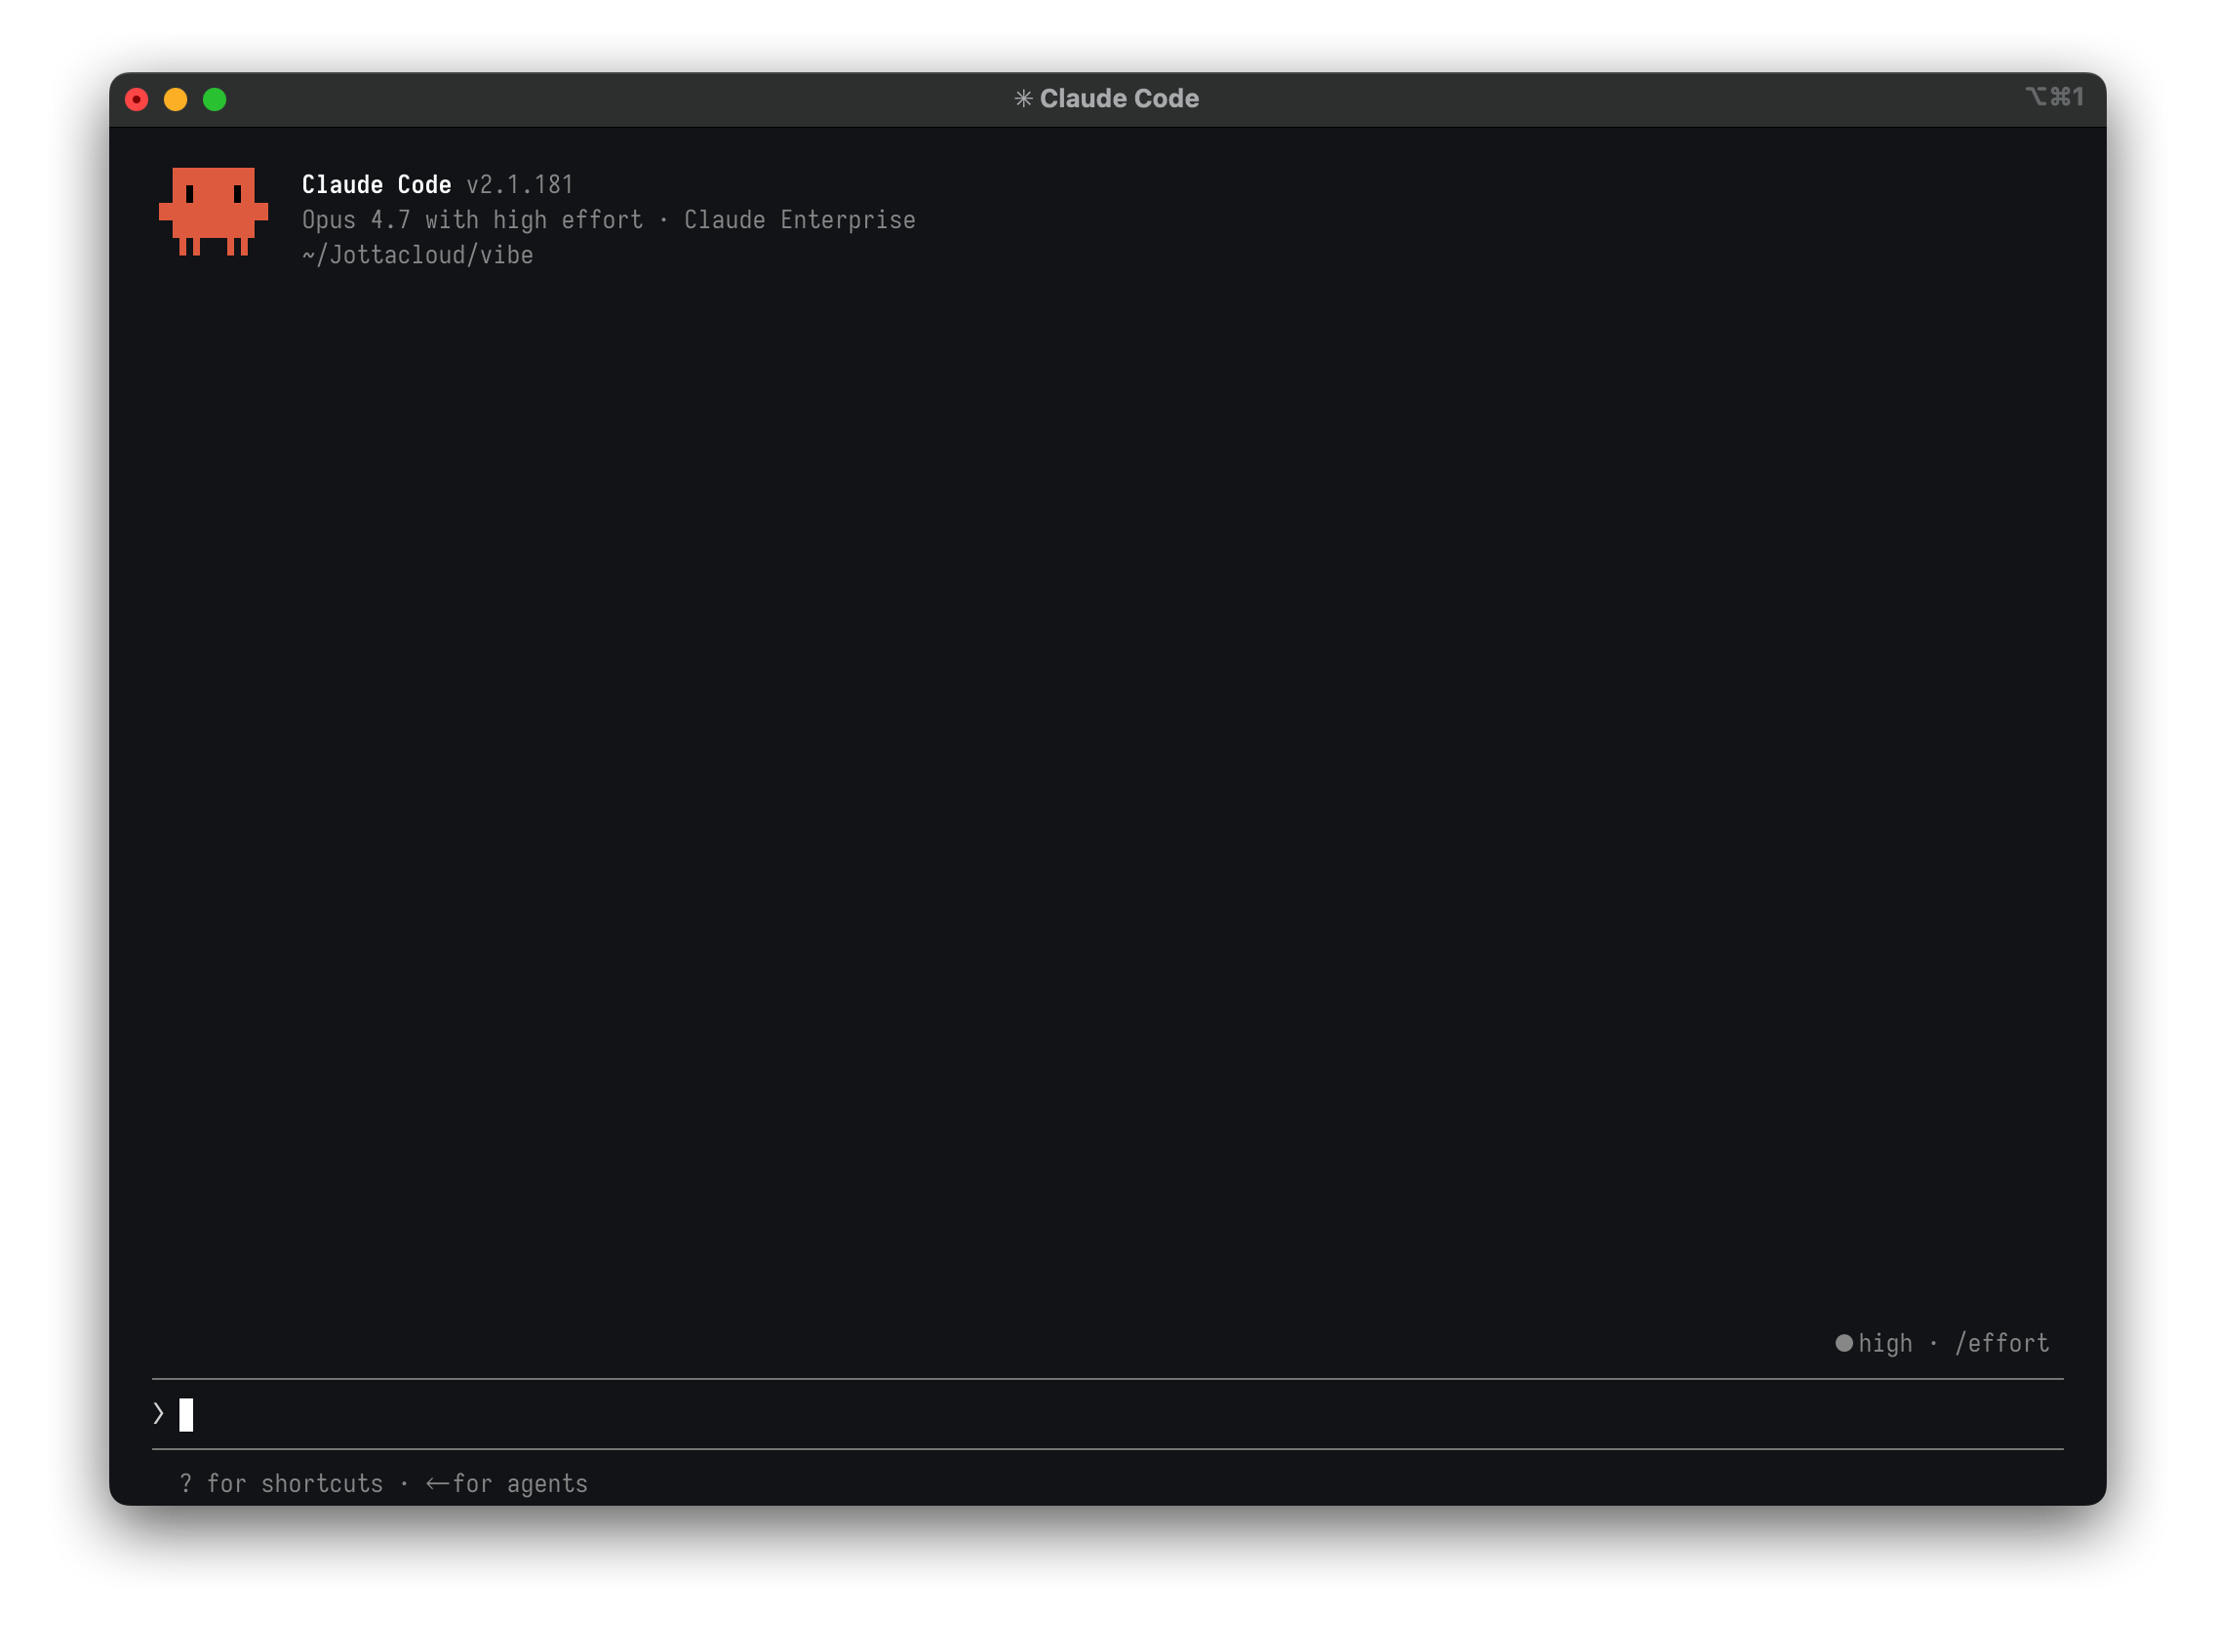 ✳ Claude Code
⌥⌘1
Claude Code v2.1.181
Opus 4.7 with high effort · Claude Enterprise
~/Jottacloud/vibe
● high · /effort
❯
? for shortcuts · ← for agents